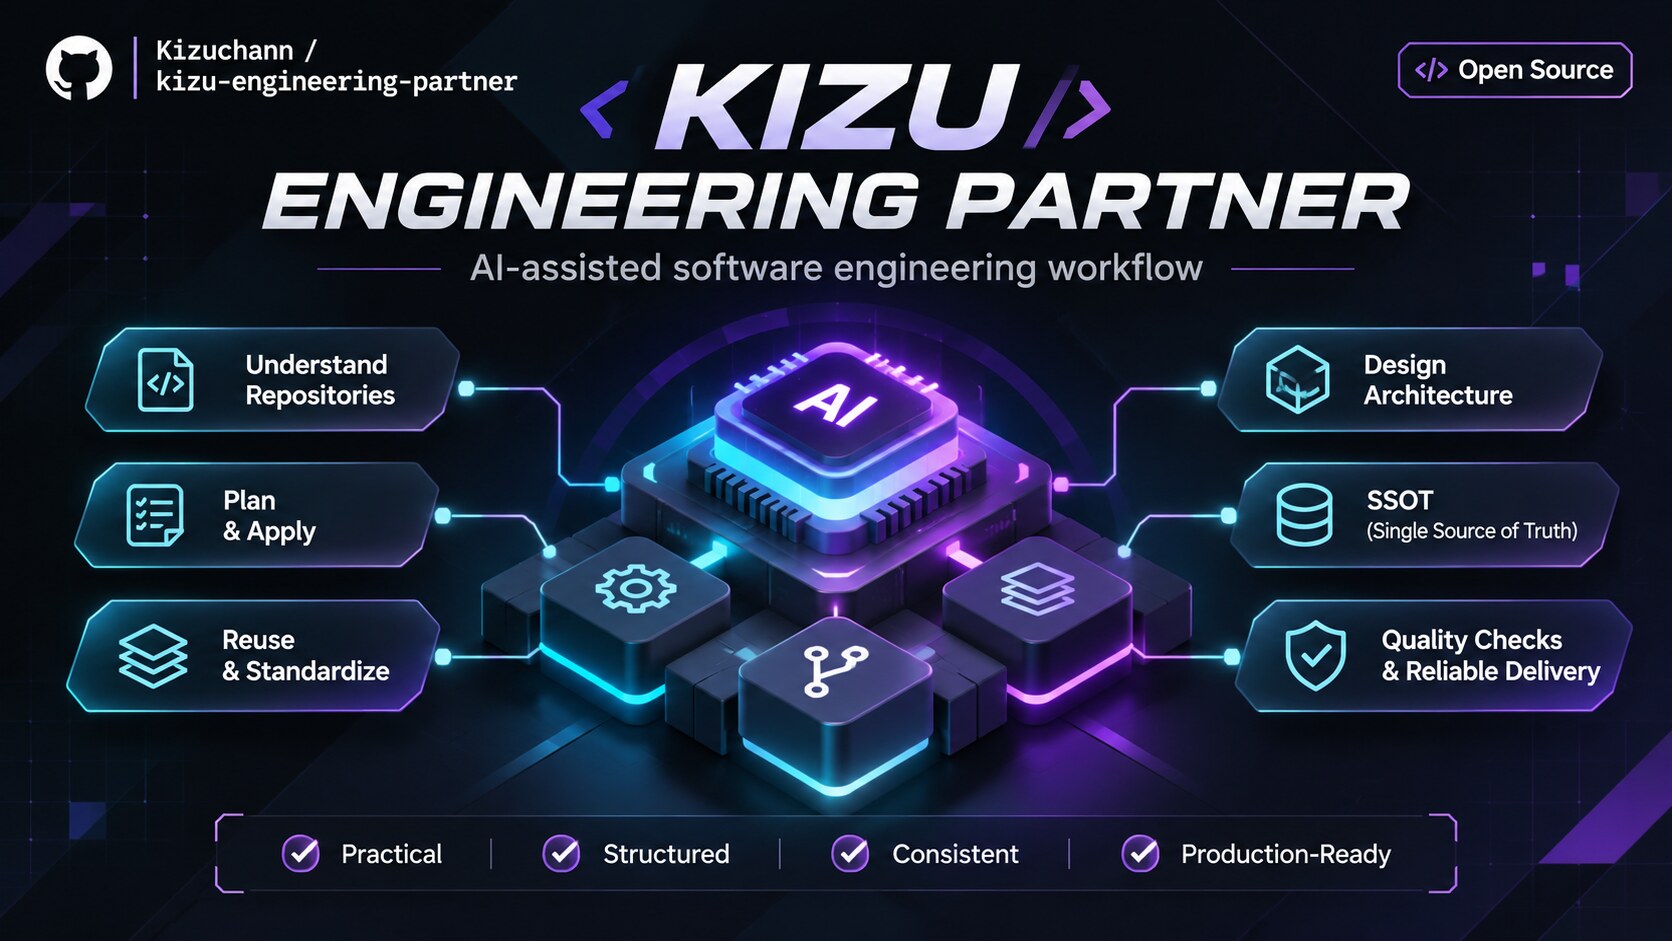 Kizuchann /
kizu-engineering-partner
</> Open Source
< KIZU />
ENGINEERING PARTNER
AI-assisted software engineering workflow
</>
Understand
Repositories
Plan
& Apply
Reuse
& Standardize
AI
Design
Architecture
SSOT
(Single Source of Truth)
Quality Checks
& Reliable Delivery
Practical
Structured
Consistent
Production-Ready